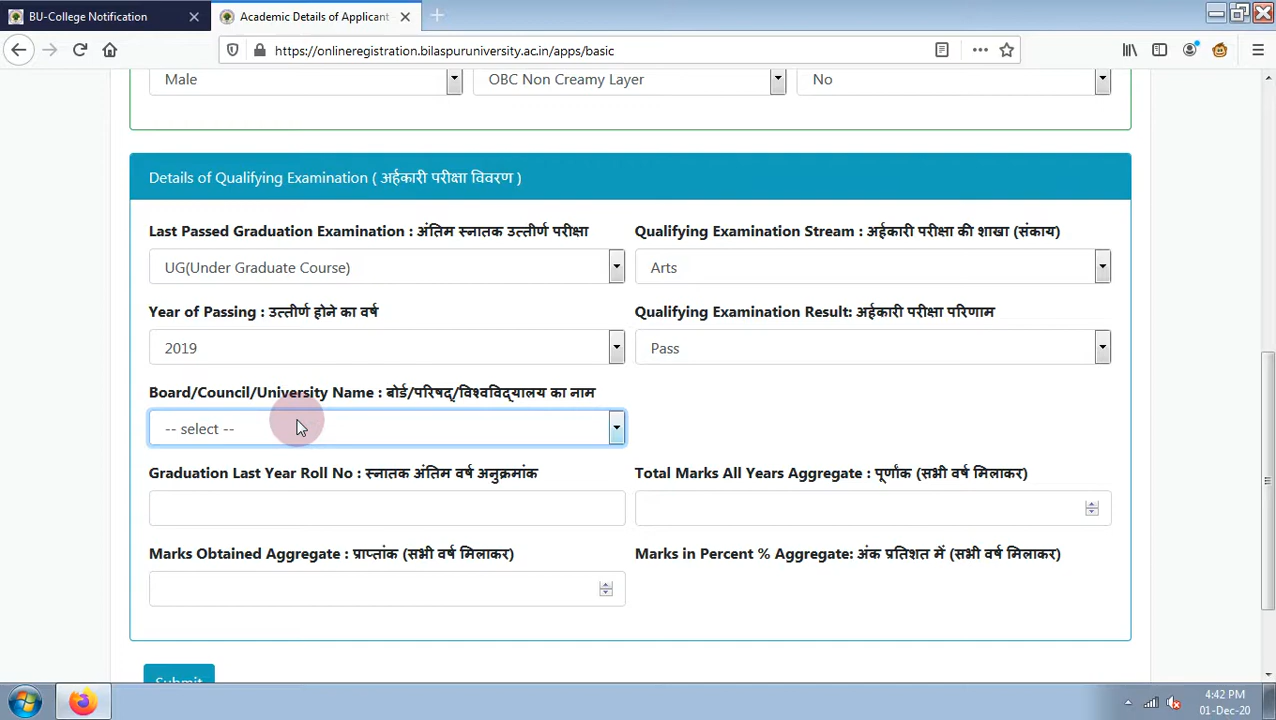 BU-College Notification
Academic Details of Applicant
https://onlineregistration.bilaspuruniversity.ac.in/apps/basic
Male
OBC Non Creamy Layer
No
Details of Qualifying Examination ( अर्हकारी परीक्षा विवरण )
Last Passed Graduation Examination : अंतिम स्नातक उत्तीर्ण परीक्षा
Qualifying Examination Stream : अर्हकारी परीक्षा की शाखा (संकाय)
UG(Under Graduate Course)
Arts
Year of Passing : उत्तीर्ण होने का वर्ष
Qualifying Examination Result: अर्हकारी परीक्षा परिणाम
2019
Pass
Board/Council/University Name : बोर्ड/परिषद्/विश्वविद्यालय का नाम
-- select --
Graduation Last Year Roll No : स्नातक अंतिम वर्ष अनुक्रमांक
Total Marks All Years Aggregate : पूर्णांक (सभी वर्ष मिलाकर)
Marks Obtained Aggregate : प्राप्तांक (सभी वर्ष मिलाकर)
Marks in Percent % Aggregate: अंक प्रतिशत में (सभी वर्ष मिलाकर)
Submit
4:42 PM
01-Dec-20